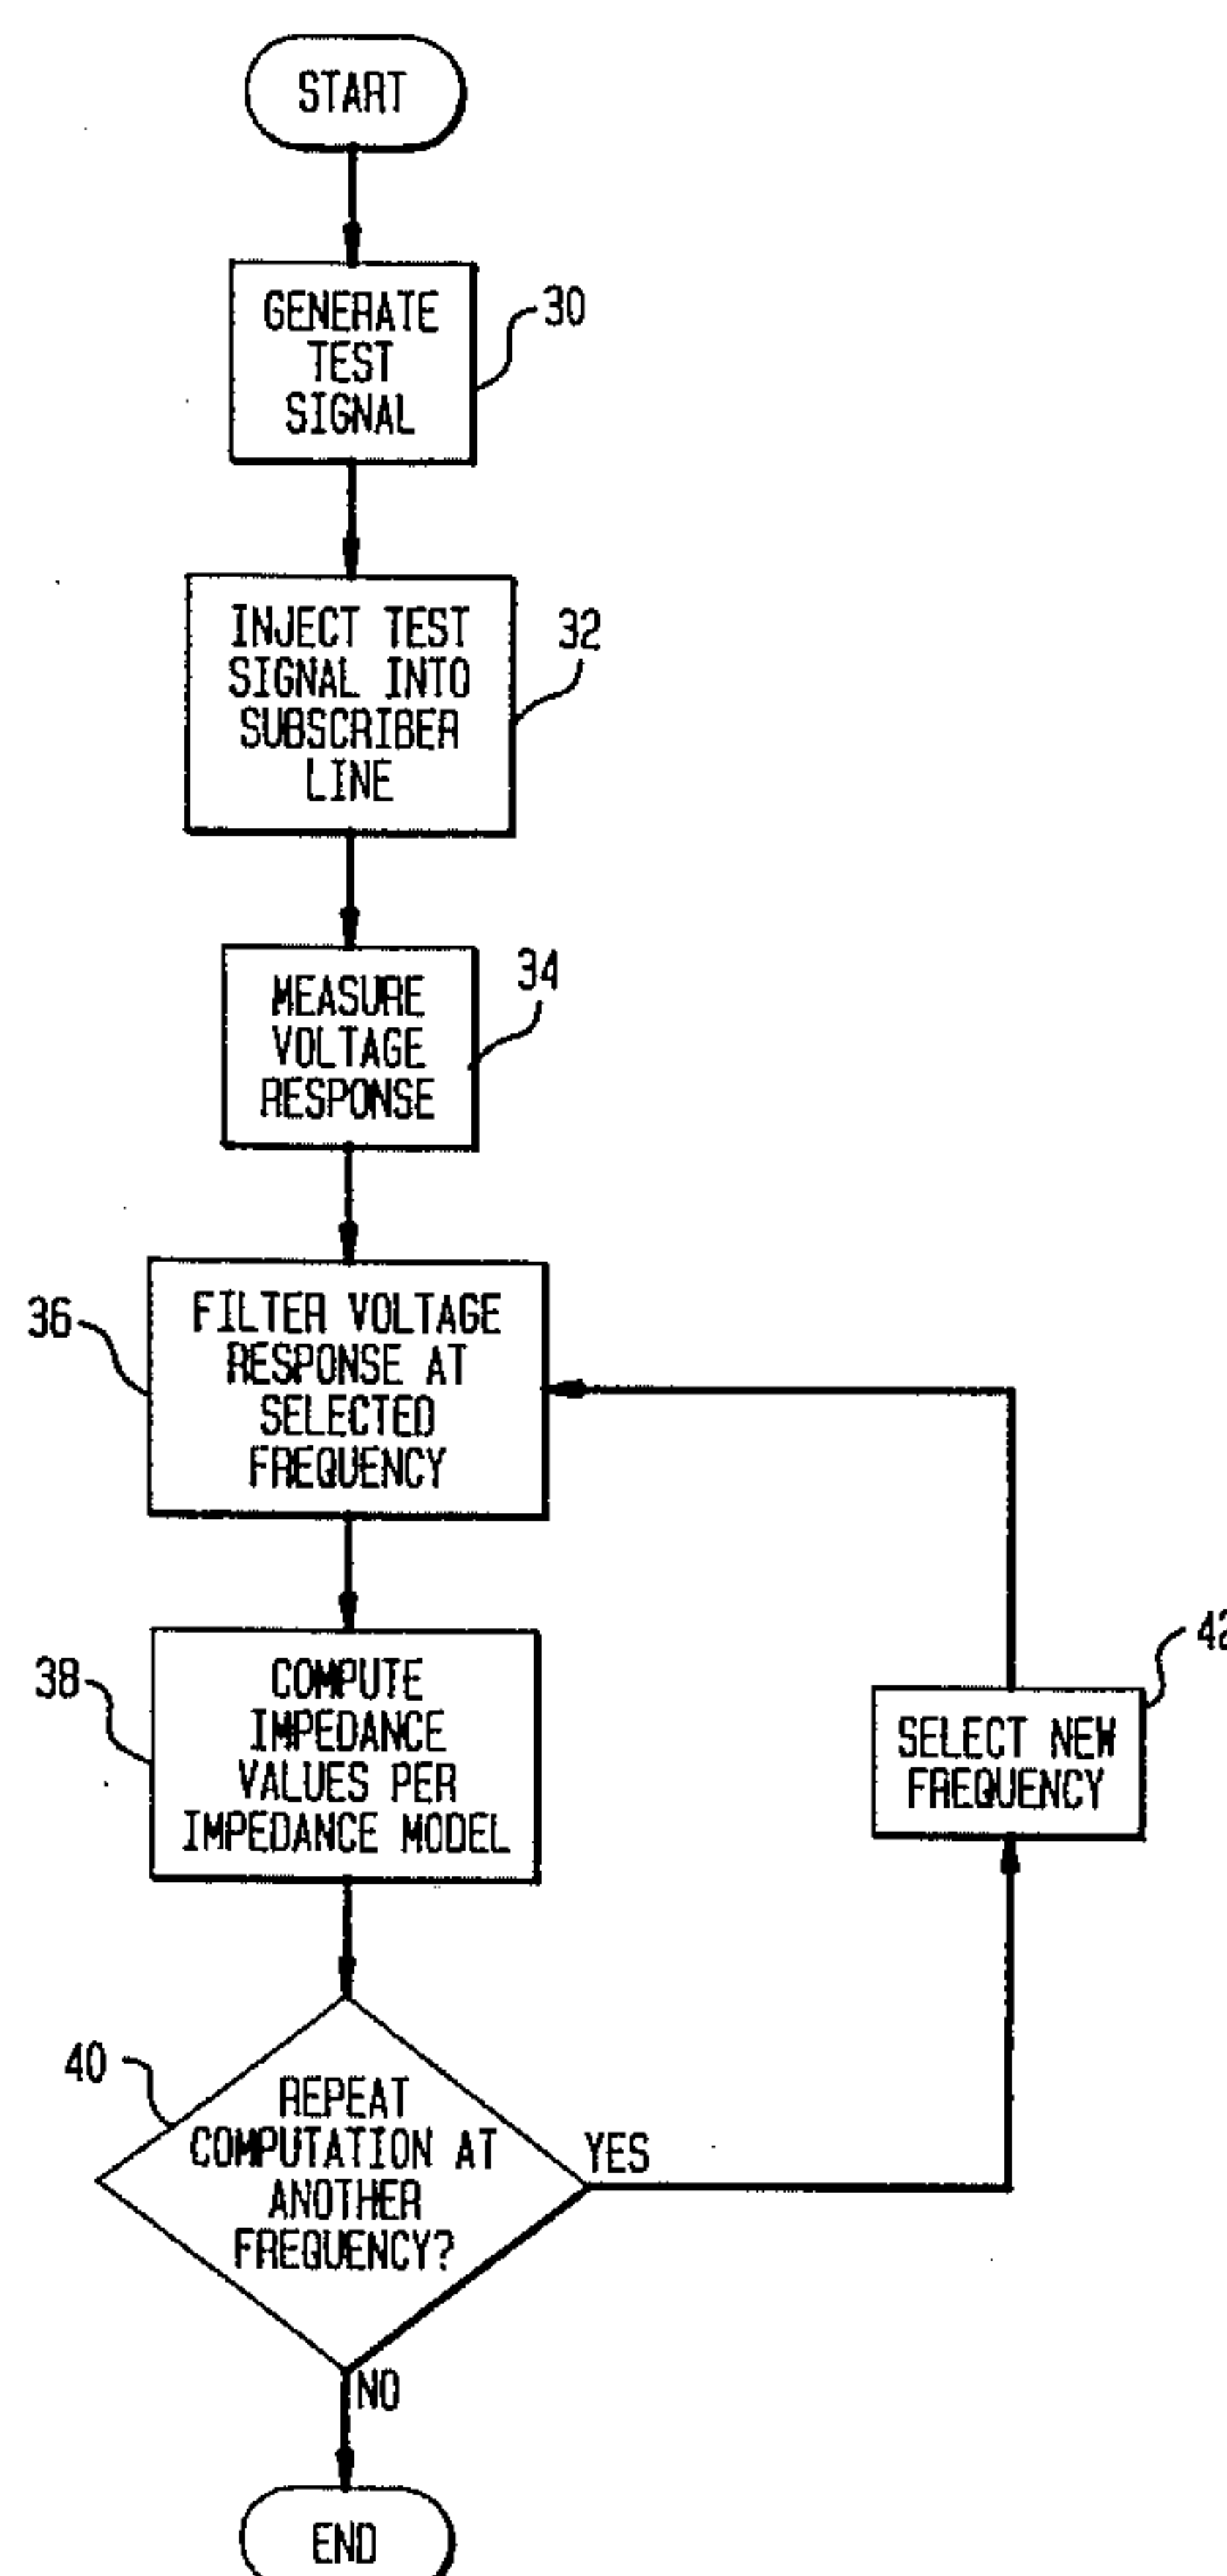 START
GENERATE
TEST
SIGNAL
30
INJECT TEST
SIGNAL INTO
SUBSCRIBER
LINE
32
MEASURE
VOLTAGE
RESPONSE
34
36
FILTER VOLTAGE
RESPONSE AT
SELECTED
FREQUENCY
38
COMPUTE
IMPEDANCE
VALUES PER
IMPEDANCE MODEL
42
SELECT NEW
FREQUENCY
40
REPEAT
COMPUTATION AT
ANOTHER
FREQUENCY?
YES
NO
END